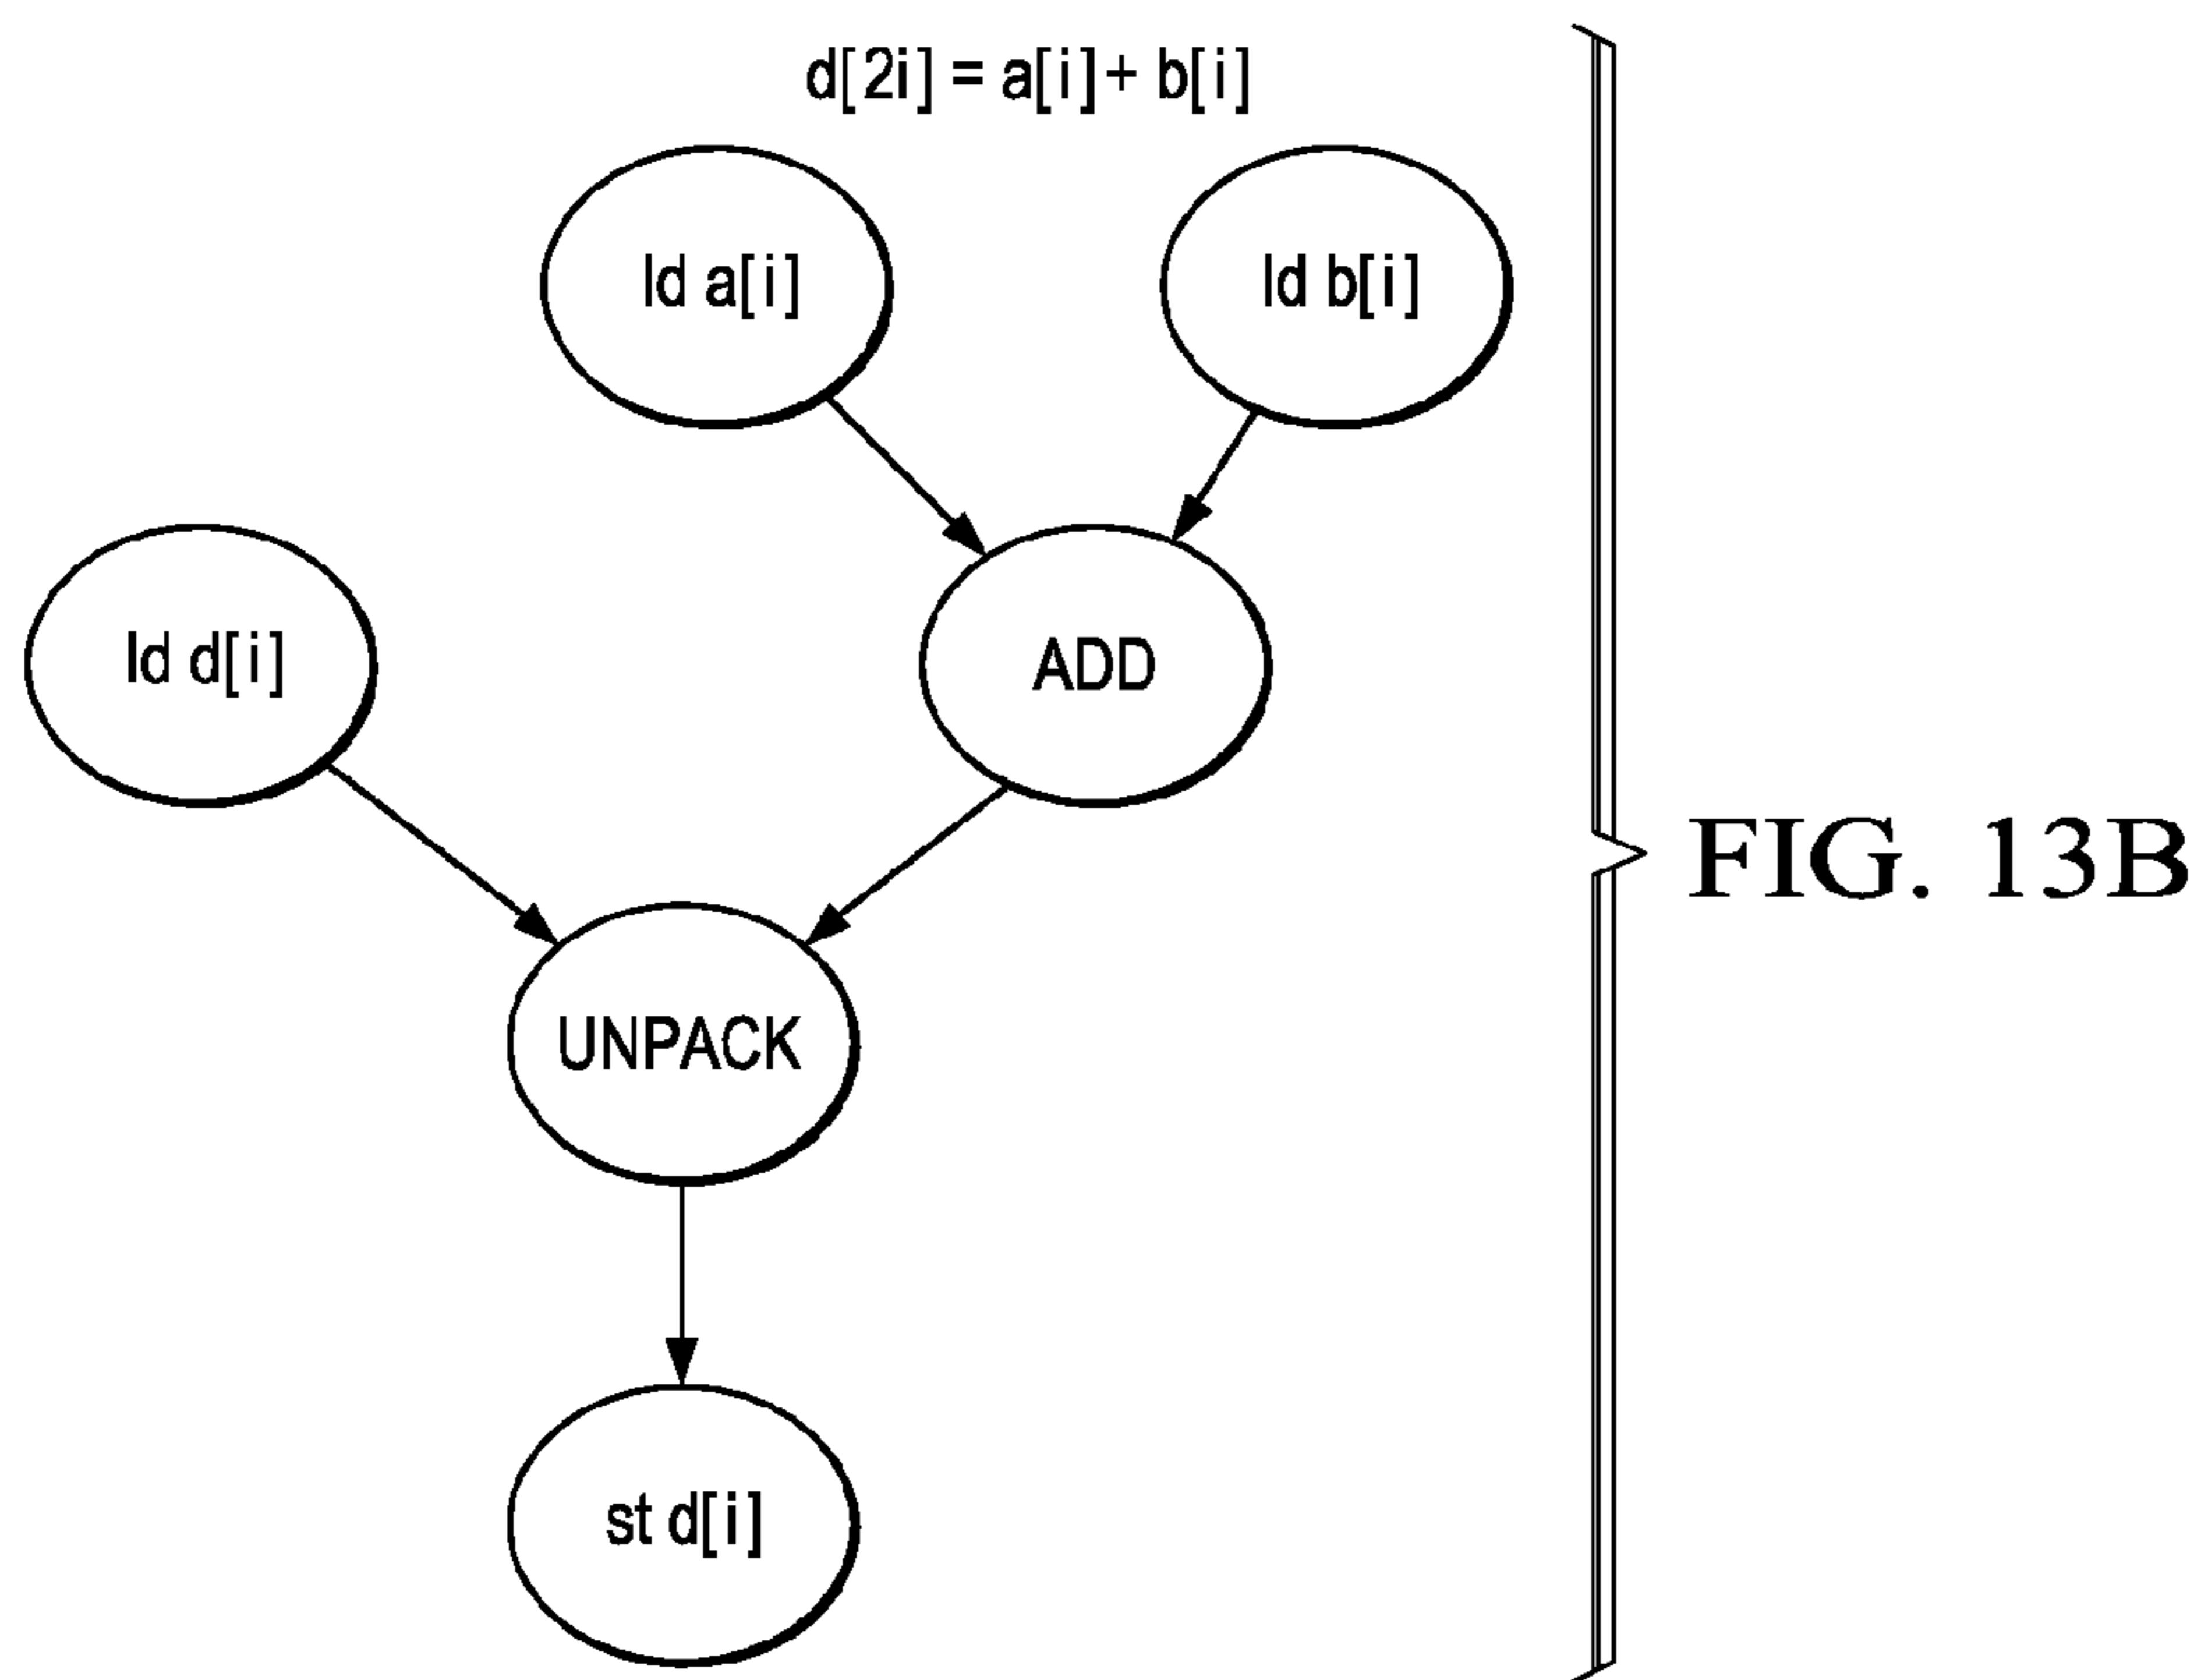 d[2i] = a[i] + b[i]
ld a[i]
ld b[i]
ld d[i]
ADD
UNPACK
st d[i]
FIG. 13B